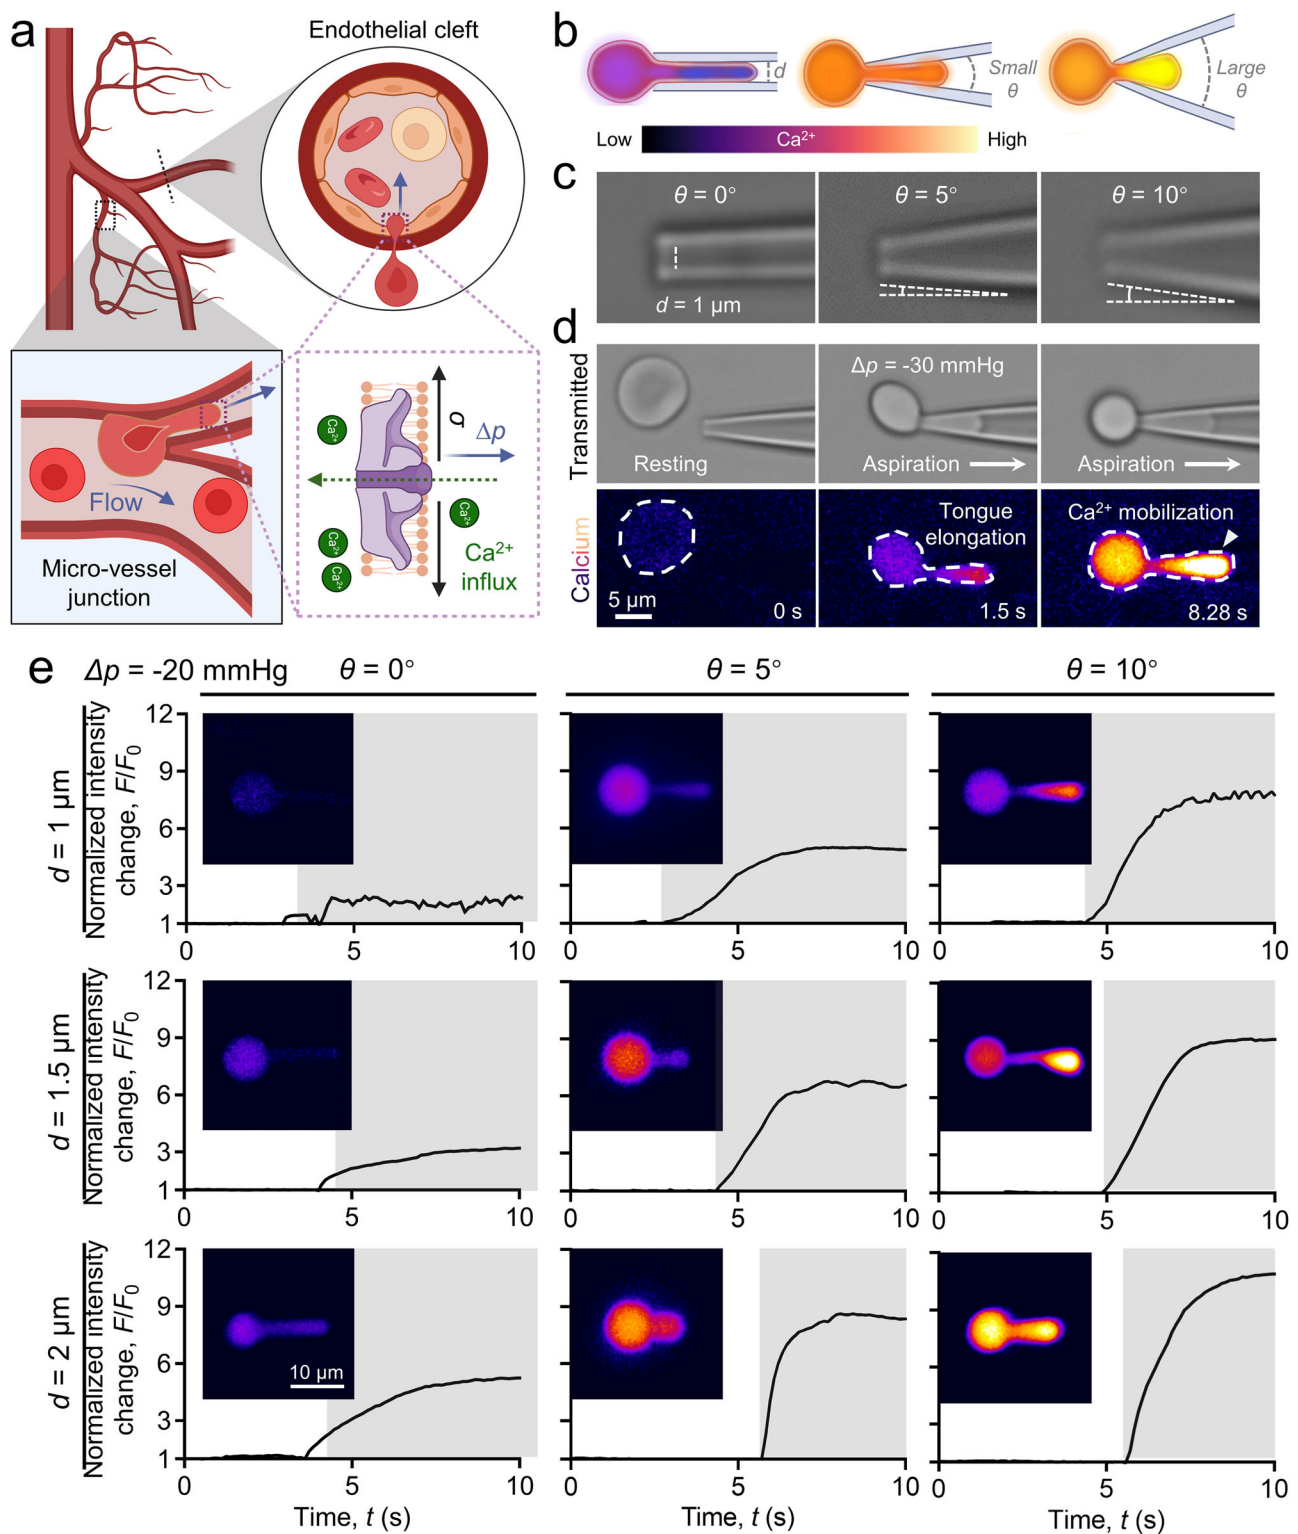 a
Endothelial cleft
Flow
Micro-vessel
junction
Ca²⁺
Ca²⁺
Ca²⁺
Ca²⁺
σ
Δp
Ca²⁺
influx
b
d
Small
θ
Large
θ
Low
Ca²⁺
High
c
θ = 0°
θ = 5°
θ = 10°
d = 1 µm
d
Transmitted
Resting
Δp = -30 mmHg
Aspiration
Aspiration
Calcium
5 µm
0 s
Tongue
elongation
1.5 s
Ca²⁺ mobilization
8.28 s
e
Δp = -20 mmHg
θ = 0°
θ = 5°
θ = 10°
d = 1 µm
Normalized intensity
change, F/F₀
12
9
6
3
1
0
5
10
0
5
10
0
5
10
d = 1.5 µm
Normalized intensity
change, F/F₀
12
9
6
3
1
0
5
10
0
5
10
0
5
10
d = 2 µm
Normalized intensity
change, F/F₀
12
9
6
3
1
10 µm
0
5
10
0
5
10
0
5
10
Time, t (s)
Time, t (s)
Time, t (s)